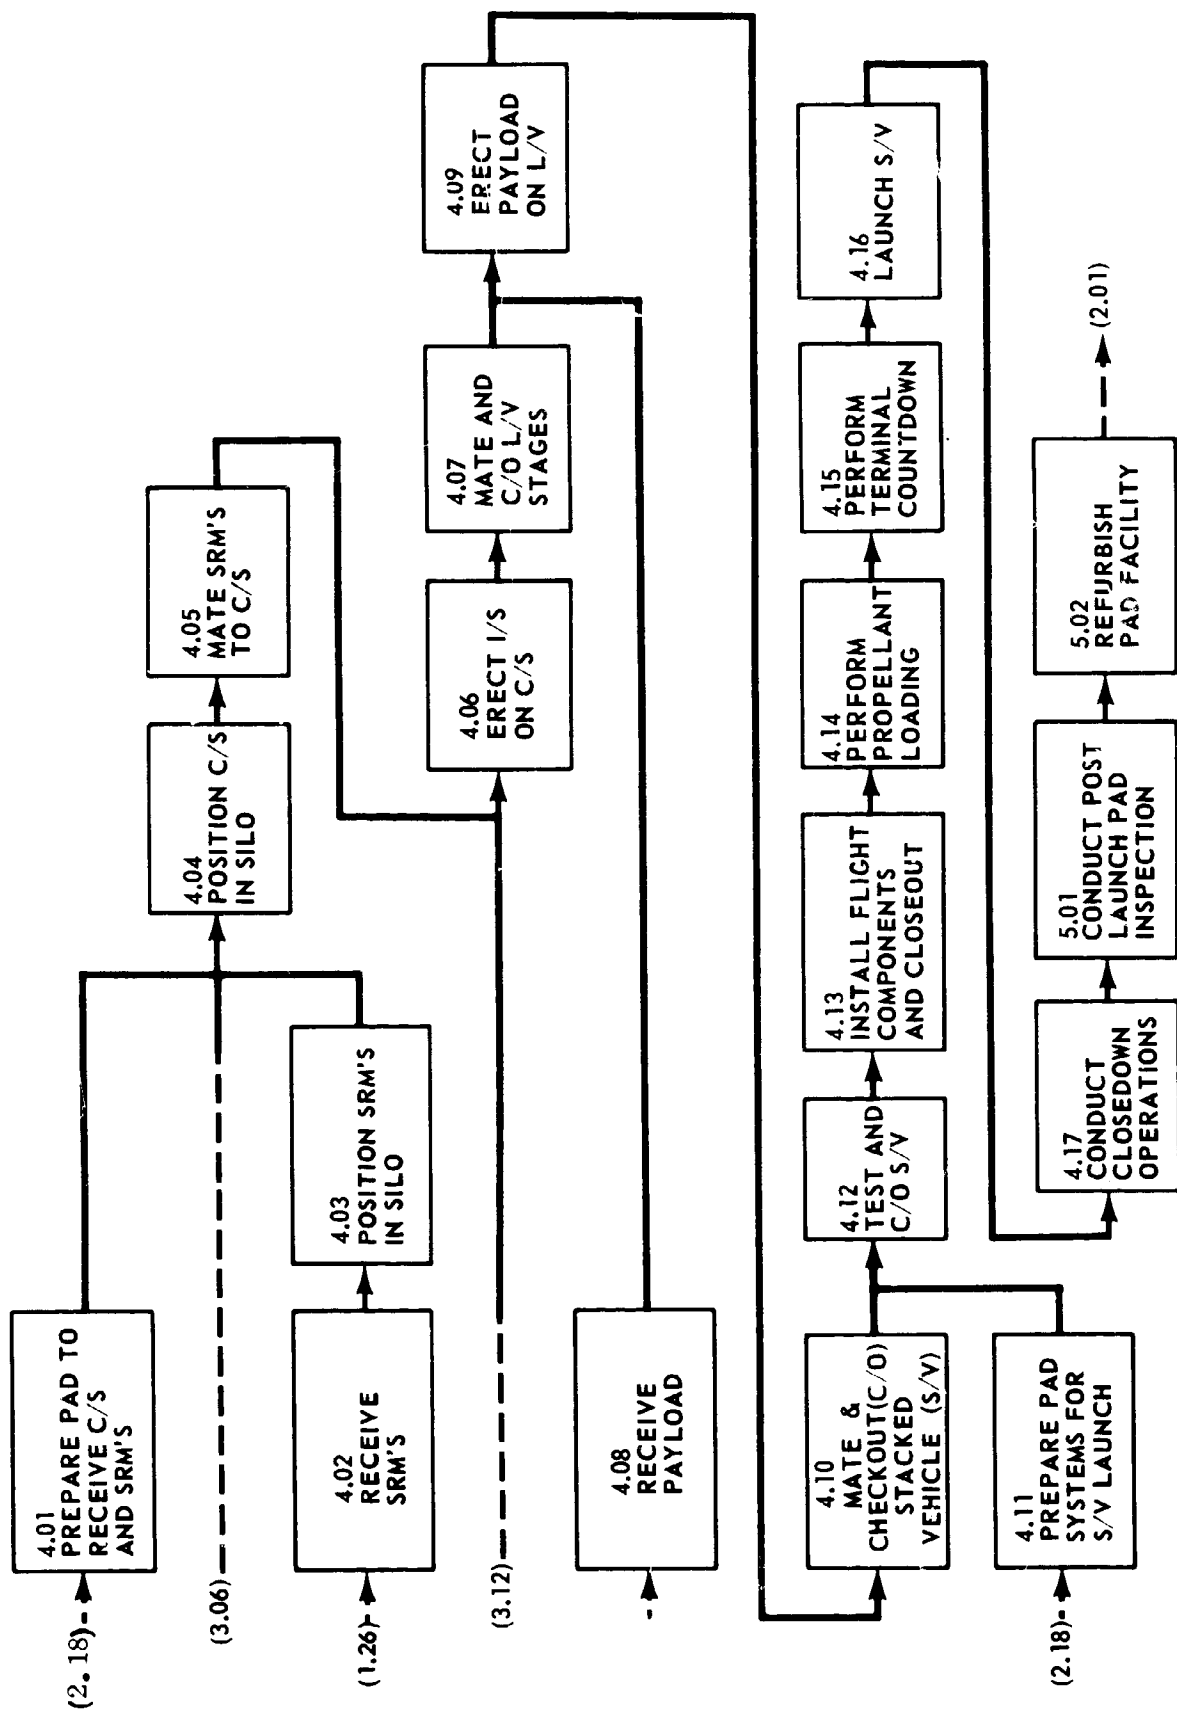 (2.18)
4.01
PREPARE PAD TO
RECEIVE C/S
AND SRM'S
(3.06)
(1.26)
4.02
RECEIVE
SRM'S
4.03
POSITION SRM'S
IN SILO
4.04
POSITION C/S
IN SILO
4.05
MATE SRM'S
TO C/S
(3.12)
4.06
ERECT I/S
ON C/S
4.07
MATE AND
C/O L/V
STAGES
4.08
RECEIVE
PAYLOAD
4.09
ERECT
PAYLOAD
ON L/V
4.10
MATE &
CHECKOUT(C/O)
STACKED
VEHICLE (S/V)
(2.18)
4.11
PREPARE PAD
SYSTEMS FOR
S/V LAUNCH
4.12
TEST AND
C/O S/V
4.13
INSTALL FLIGHT
COMPONENTS
AND CLOSEOUT
4.14
PERFORM
PROPELLANT
LOADING
4.15
PERFORM
TERMINAL
COUNTDOWN
4.16
LAUNCH S/V
4.17
CONDUCT
CLOSEDOWN
OPERATIONS
5.01
CONDUCT POST
LAUNCH PAD
INSPECTION
5.02
REFURBISH
PAD FACILITY
(2.01)